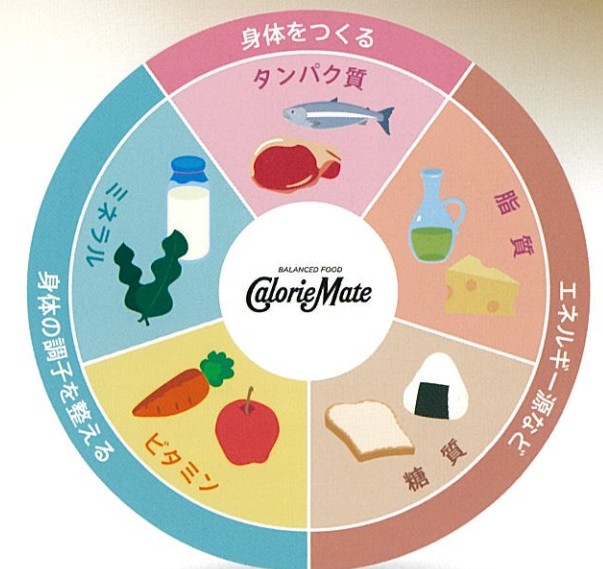 身体をつくる
タンパク質
脂質
エネルギー源など
糖質
ビタミン
ミネラル
身体の調子を整える
BALANCED FOOD
CalorieMate